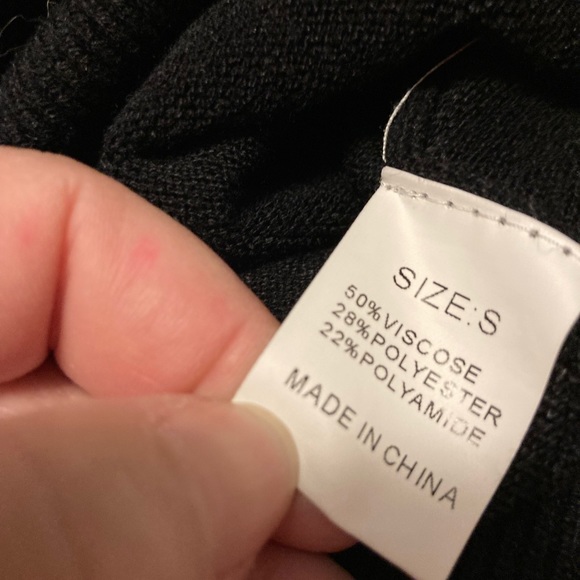 SIZE:S
50%VISCOSE
28%POLYESTER
22%POLYAMIDE
MADE IN CHINA